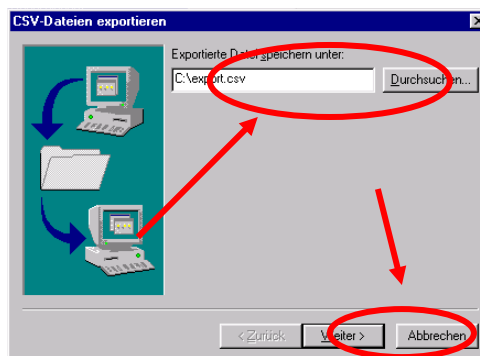 CSV-Dateien exportieren
Exportierte Datei speichern unter:
C:\export.csv
Durchsuchen...
< Zurück
Weiter >
Abbrechen